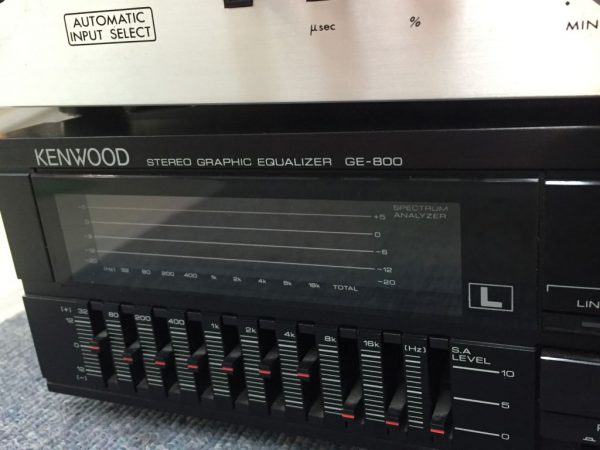 AUTOMATIC
INPUT SELECT
μsec %
MIN
KENWOOD STEREO GRAPHIC EQUALIZER GE-800
SPECTRUM
ANALYZER
+5
0
-6
-12
-20
(Hz) 32 80 200 400 1k 2k 4k 8k 16k TOTAL
L
LIN
(+) 32 80 200 400 1k 2k 4k 8k 16k (Hz) S.A
LEVEL
12
0
12
(-)
10
5
0